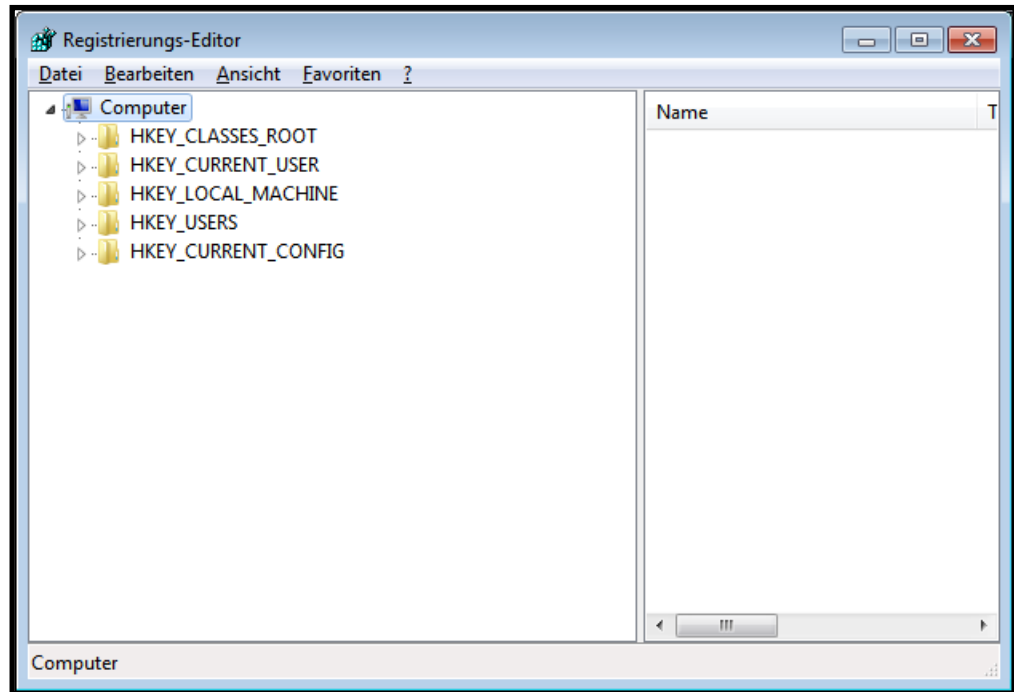 Registrierungs-Editor
Datei Bearbeiten Ansicht Favoriten ?
Computer
HKEY_CLASSES_ROOT
HKEY_CURRENT_USER
HKEY_LOCAL_MACHINE
HKEY_USERS
HKEY_CURRENT_CONFIG
Name T
Computer